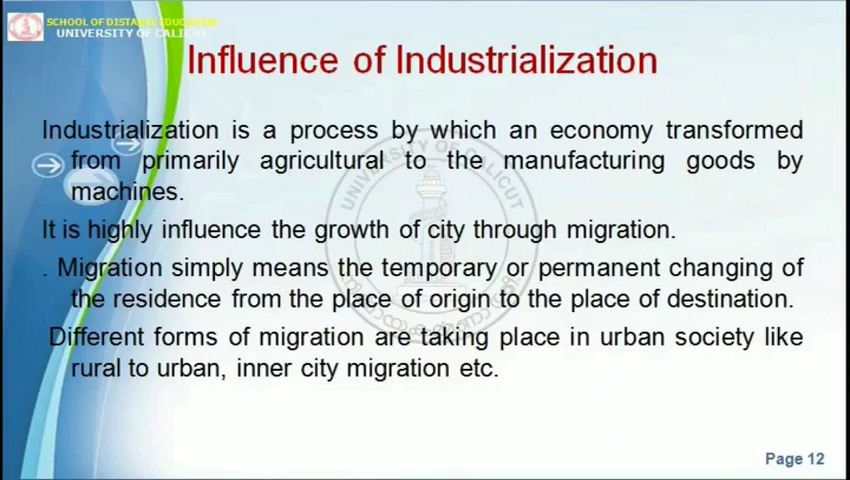 SCHOOL OF DISTANCE EDUCATION
UNIVERSITY OF CALICUT
Influence of Industrialization
Industrialization is a process by which an economy transformed
from primarily agricultural to the manufacturing goods by
machines.
It is highly influence the growth of city through migration.
. Migration simply means the temporary or permanent changing of
the residence from the place of origin to the place of destination.
Different forms of migration are taking place in urban society like
rural to urban, inner city migration etc.
UNIVERSITY OF CALICUT
Page 12